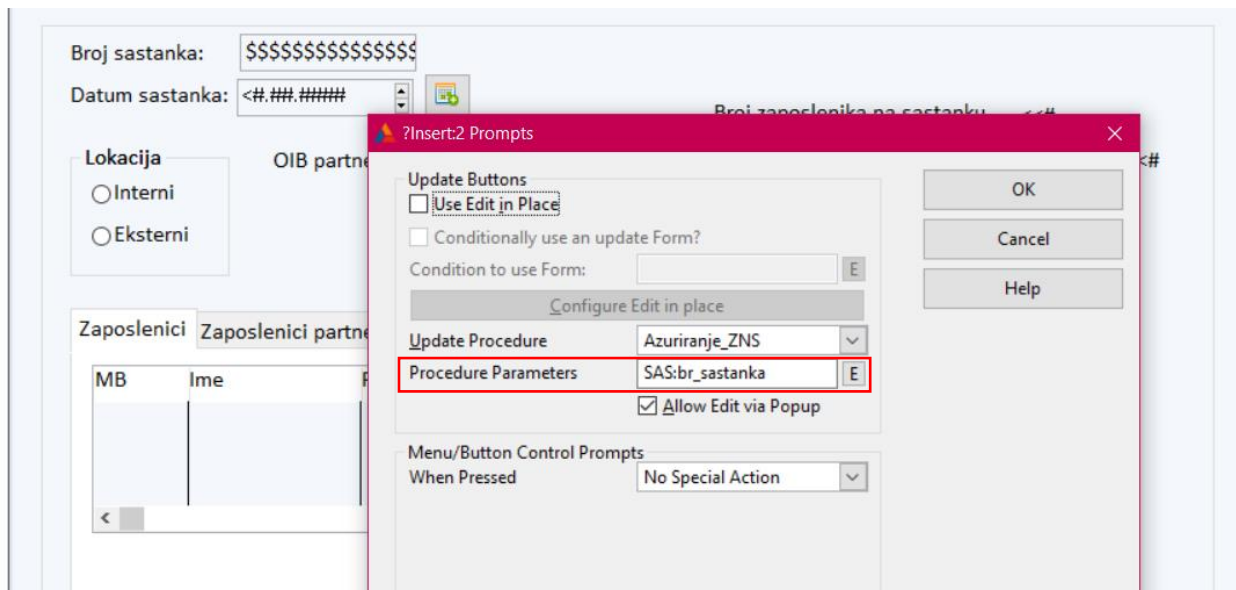 Broj sastanka: $$$$$$$$$$$$$$$
Datum sastanka: <#.##.#####
Broj zaposlenika na sastanku <<#
Lokacija
OIB partne
<#
Interni
Eksterni
Zaposlenici Zaposlenici partne
MB Ime
?Insert:2 Prompts
Update Buttons
Use Edit in Place
Conditionally use an update Form?
Condition to use Form: E
Configure Edit in place
Update Procedure Azuriranje_ZNS
Procedure Parameters SAS:br_sastanka E
Allow Edit via Popup
Menu/Button Control Prompts
When Pressed No Special Action
OK
Cancel
Help